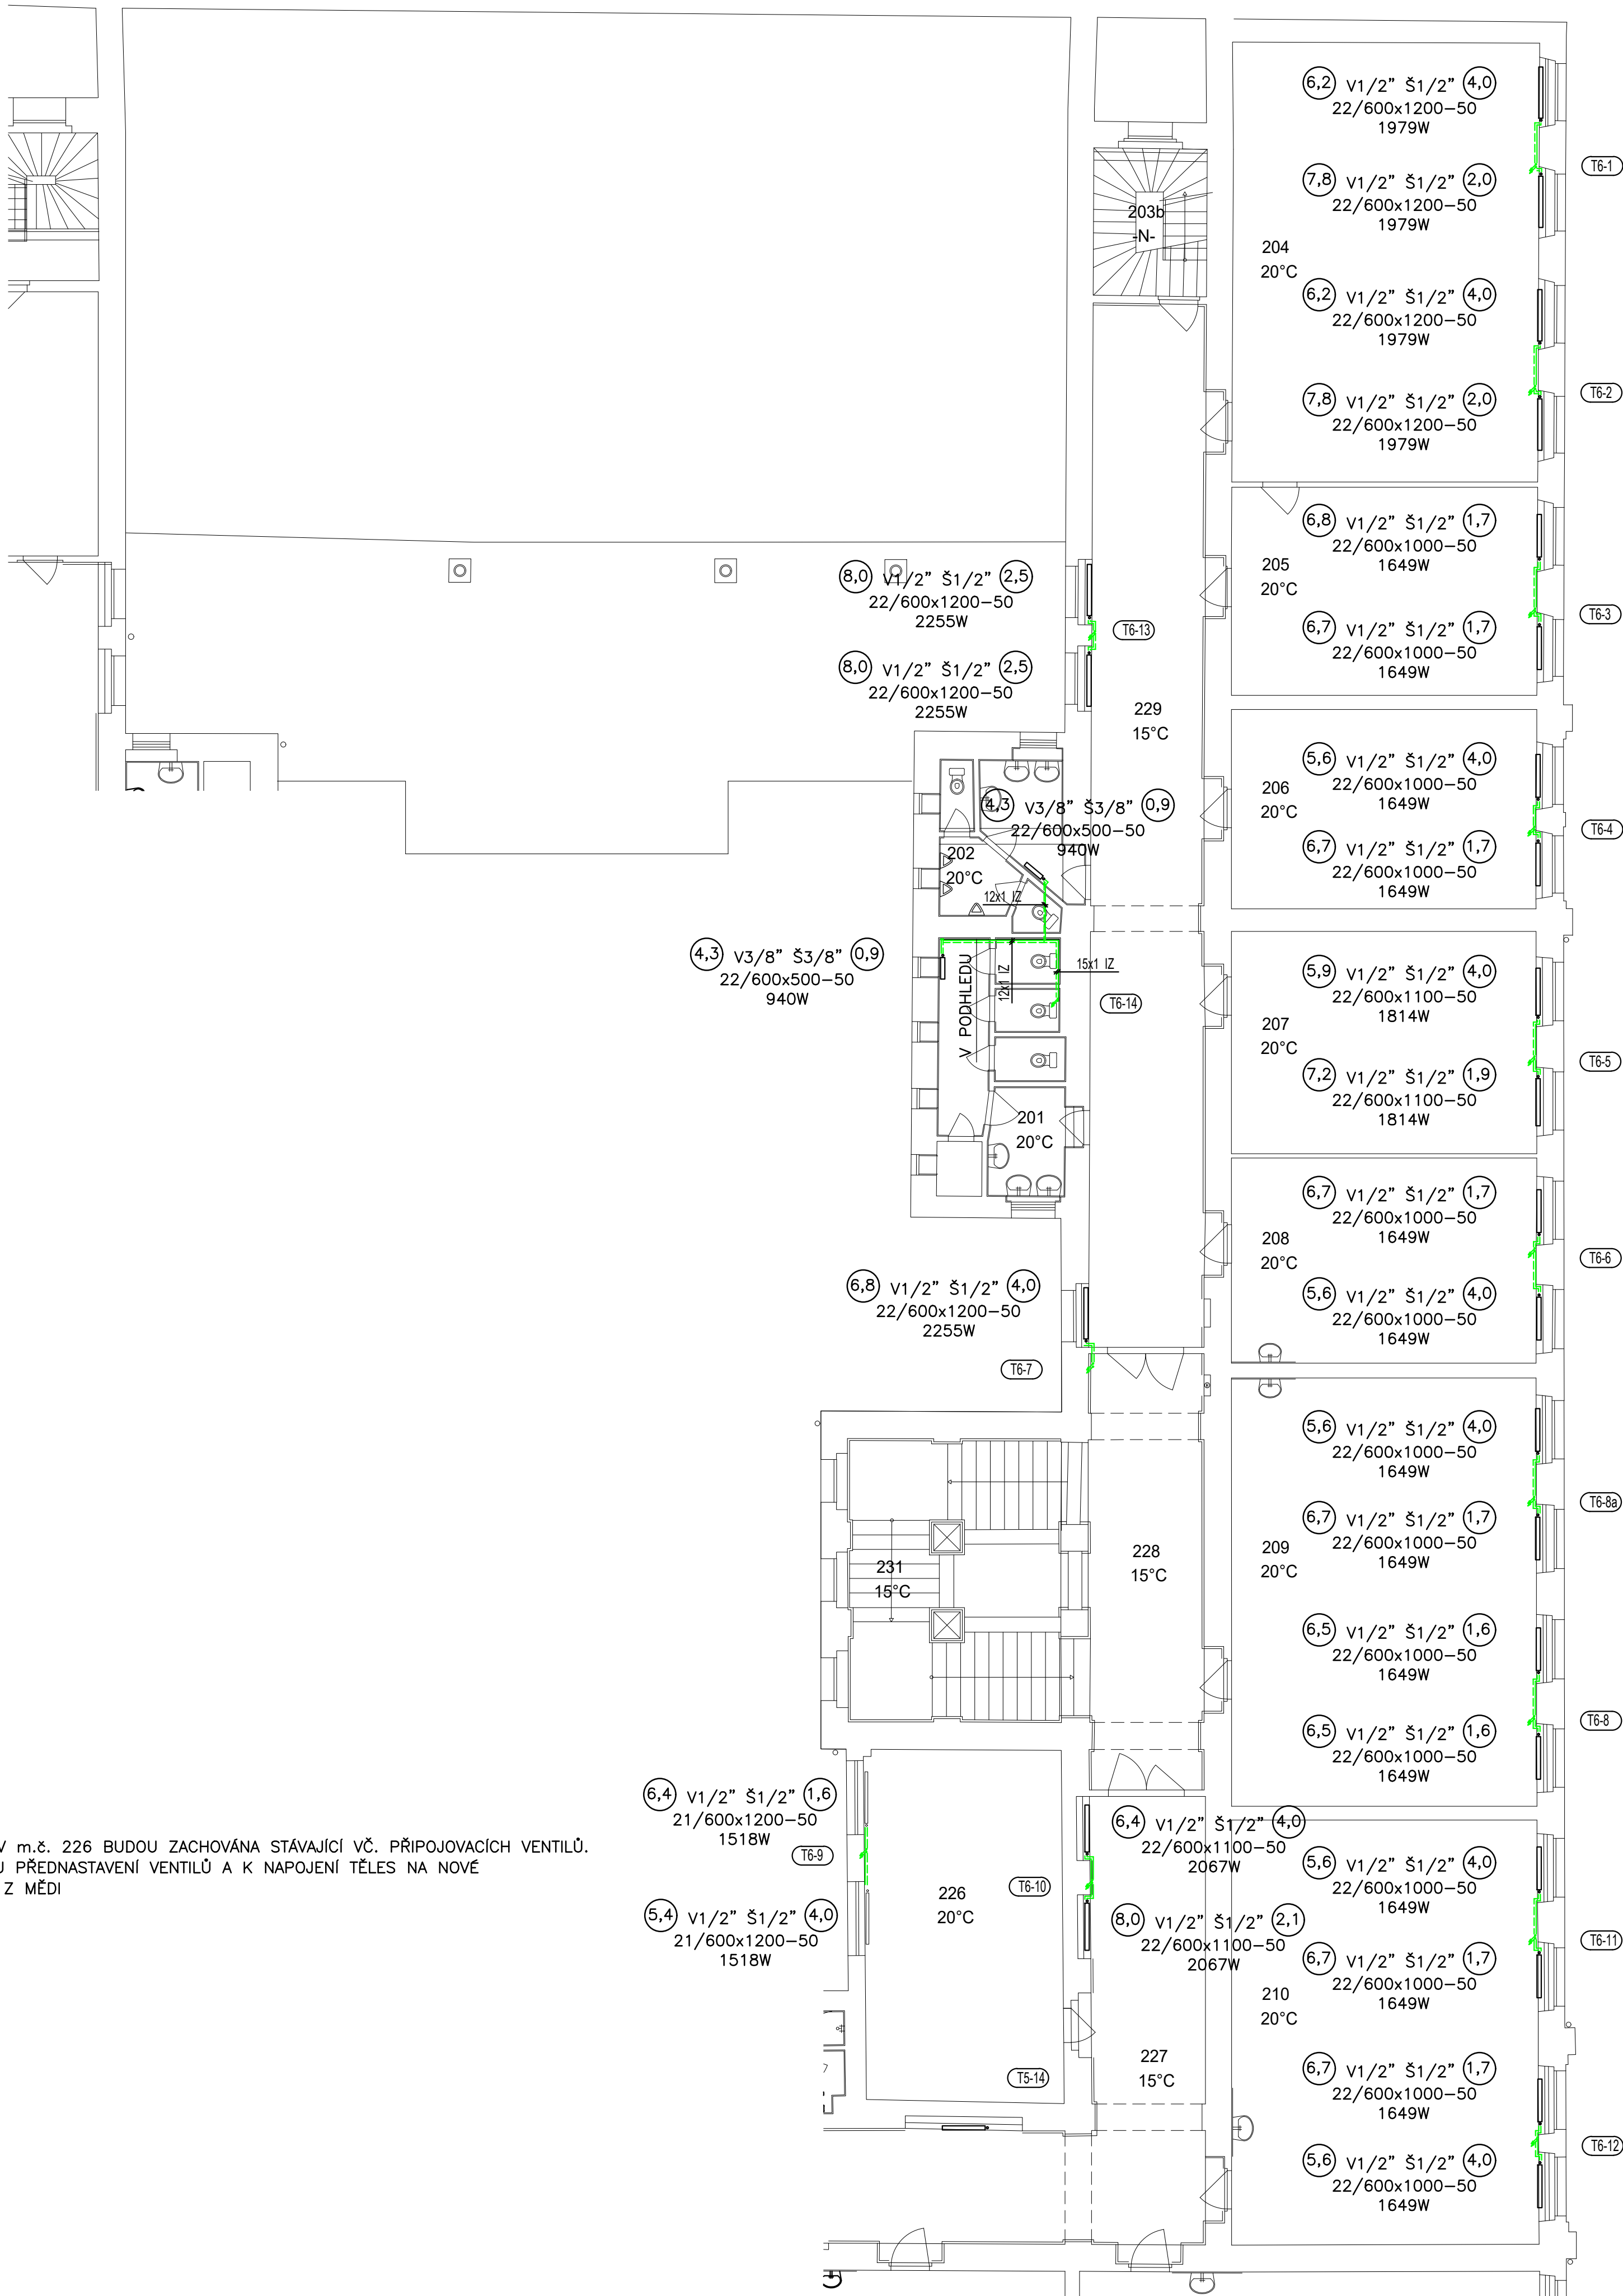 6,2 V1/2” Š1/2” 4,0
22/600x1200−50
1979W
T6-1
7,8 V1/2” Š1/2” 2,0
22/600x1200−50
1979W
203b
-N-
204
20°C
6,2 V1/2” Š1/2” 4,0
22/600x1200−50
1979W
T6-2
7,8 V1/2” Š1/2” 2,0
22/600x1200−50
1979W
6,8 V1/2” Š1/2” 1,7
22/600x1000−50
1649W
205
20°C
T6-3
6,7 V1/2” Š1/2” 1,7
22/600x1000−50
1649W
8,0 V1/2” Š1/2” 2,5
22/600x1200−50
2255W
T6-13
8,0 V1/2” Š1/2” 2,5
22/600x1200−50
2255W
229
15°C
5,6 V1/2” Š1/2” 4,0
22/600x1000−50
1649W
206
20°C
T6-4
6,7 V1/2” Š1/2” 1,7
22/600x1000−50
1649W
4,3 V3/8” Š3/8” 0,9
22/600x500−50
940W
202
20°C
12x1 IZ
4,3 V3/8” Š3/8” 0,9
22/600x500−50
940W
V PODHLEDU
12x1 IZ
15x1 IZ
T6-14
5,9 V1/2” Š1/2” 4,0
22/600x1100−50
1814W
207
20°C
T6-5
7,2 V1/2” Š1/2” 1,9
22/600x1100−50
1814W
201
20°C
6,7 V1/2” Š1/2” 1,7
22/600x1000−50
1649W
208
20°C
T6-6
5,6 V1/2” Š1/2” 4,0
22/600x1000−50
1649W
6,8 V1/2” Š1/2” 4,0
22/600x1200−50
2255W
T6-7
5,6 V1/2” Š1/2” 4,0
22/600x1000−50
1649W
T6-8a
6,7 V1/2” Š1/2” 1,7
22/600x1000−50
1649W
209
20°C
228
15°C
231
15°C
6,5 V1/2” Š1/2” 1,6
22/600x1000−50
1649W
T6-8
6,5 V1/2” Š1/2” 1,6
22/600x1000−50
1649W
6,4 V1/2” Š1/2” 1,6
21/600x1200−50
1518W
T6-9
5,4 V1/2” Š1/2” 4,0
21/600x1200−50
1518W
V m.č. 226 BUDOU ZACHOVÁNA STÁVAJÍCÍ VČ. PŘIPOJOVACÍCH VENTILŮ.
U PŘEDNASTAVENÍ VENTILŮ A K NAPOJENÍ TĚLES NA NOVÉ
Z MĚDI
226
20°C
T6-10
6,4 V1/2” Š1/2” 4,0
22/600x1100−50
2067W
8,0 V1/2” Š1/2” 2,1
22/600x1100−50
2067W
5,6 V1/2” Š1/2” 4,0
22/600x1000−50
1649W
T6-11
6,7 V1/2” Š1/2” 1,7
22/600x1000−50
1649W
210
20°C
227
15°C
T5-14
6,7 V1/2” Š1/2” 1,7
22/600x1000−50
1649W
T6-12
5,6 V1/2” Š1/2” 4,0
22/600x1000−50
1649W